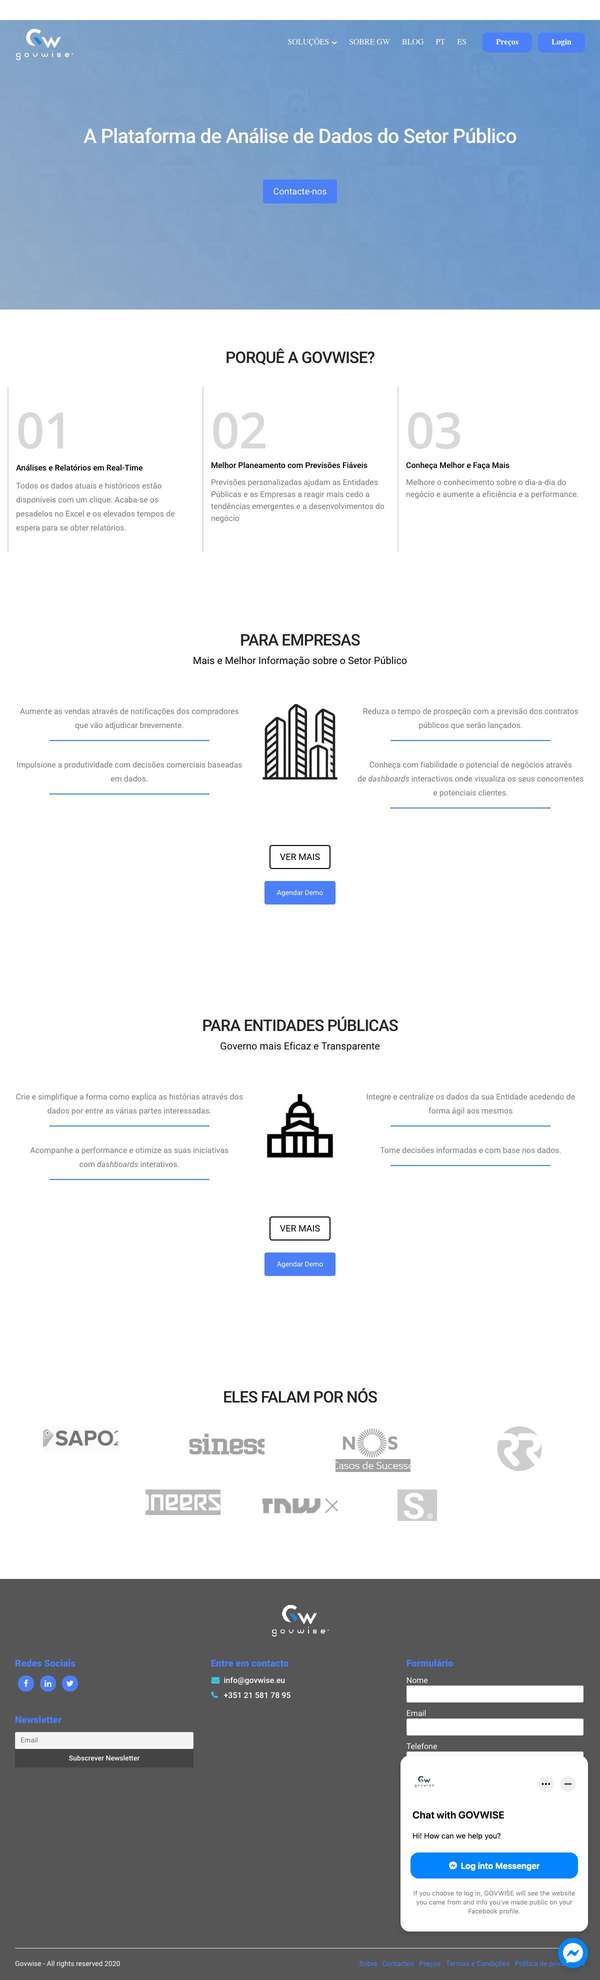 Gw
govwise
SOLUÇÕES
SOBRE GW
BLOG
PT
ES
Preços
Login
A Plataforma de Análise de Dados do Setor Público
Contacte-nos
PORQUÊ A GOVWISE?
01
Análises e Relatórios em Real-Time
Todos os dados atuais e históricos estão
disponíveis com um clique. Acaba-se os
pesadelos no Excel e os elevados tempos de
espera para se obter relatórios.
02
Melhor Planeamento com Previsões Fiáveis
Previsões personalizadas ajudam as Entidades
Públicas e as Empresas a reagir mais cedo a
tendências emergentes e a desenvolvimentos do
negócio
03
Conheça Melhor e Faça Mais
Melhore o conhecimento sobre o dia-a-dia do
negócio e aumente a eficiência e a performance.
PARA EMPRESAS
Mais e Melhor Informação sobre o Setor Público
Aumente as vendas através de notificações dos compradores
que vão adjudicar brevemente.
Impulsione a produtividade com decisões comerciais baseadas
em dados.
Reduza o tempo de prospeção com a previsão dos contratos
públicos que serão lançados.
Conheça com fiabilidade o potencial de negócios através
de dashboards interactivos onde visualiza os seus concorrentes
e potenciais clientes.
VER MAIS
Agendar Demo
PARA ENTIDADES PÚBLICAS
Governo mais Eficaz e Transparente
Crie e simplifique a forma como explica as histórias através dos
dados por entre as várias partes interessadas.
Acompanhe a performance e otimize as suas iniciativas
com dashboards interativos.
Integre e centralize os dados da sua Entidade acedendo de
forma ágil aos mesmos
Tome decisões informadas e com base nos dados.
VER MAIS
Agendar Demo
ELES FALAM POR NÓS
SAPO
siness
NOS
Casos de Sucesso
RR
NEERS
TNW
S.
Gw
govwise
Redes Sociais
Newsletter
Email
Subscrever Newsletter
Entre em contacto
info@govwise.eu
+351 21 581 78 95
Formulário
Nome
Email
Telefone
Gw
govwise
Chat with GOVWISE
Hi! How can we help you?
Log into Messenger
If you choose to log in, GOVWISE will see the website
you came from and info you've made public on your
Facebook profile.
Govwise - All rights reserved 2020
Sobre
Contactos
Preços
Termos e Condições
Política de